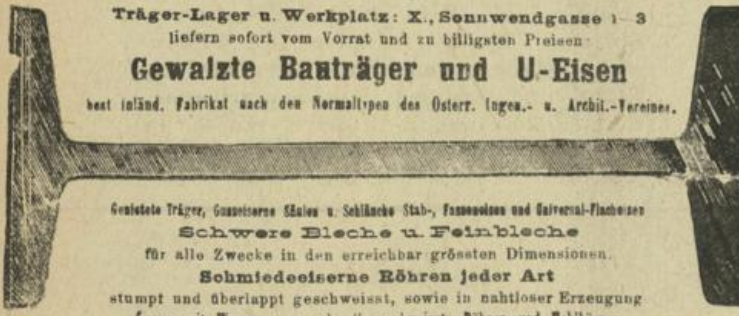 Träger-Lager u. Werkplatz: X., Sonnwendgasse 1-3
liefern sofort vom Vorrat und zu billigsten Preisen:
Gewalzte Bauträger und U-Eisen
best inländ. Fabrikat nach den Normaltypen des Österr. Ingen.- u. Archit.-Vereines.
Genietete Träger, Gusseiserne Säulen u. Schläuche Stab-, Fassoneisen und Universal-Flacheisen
Schwere Bleche u. Feinbleche
für alle Zwecke in den erreichbar grössten Dimensionen.
Schmiedeeiserne Röhren jeder Art
stumpf und überlappt geschweisst, sowie in nahtloser Erzeugung